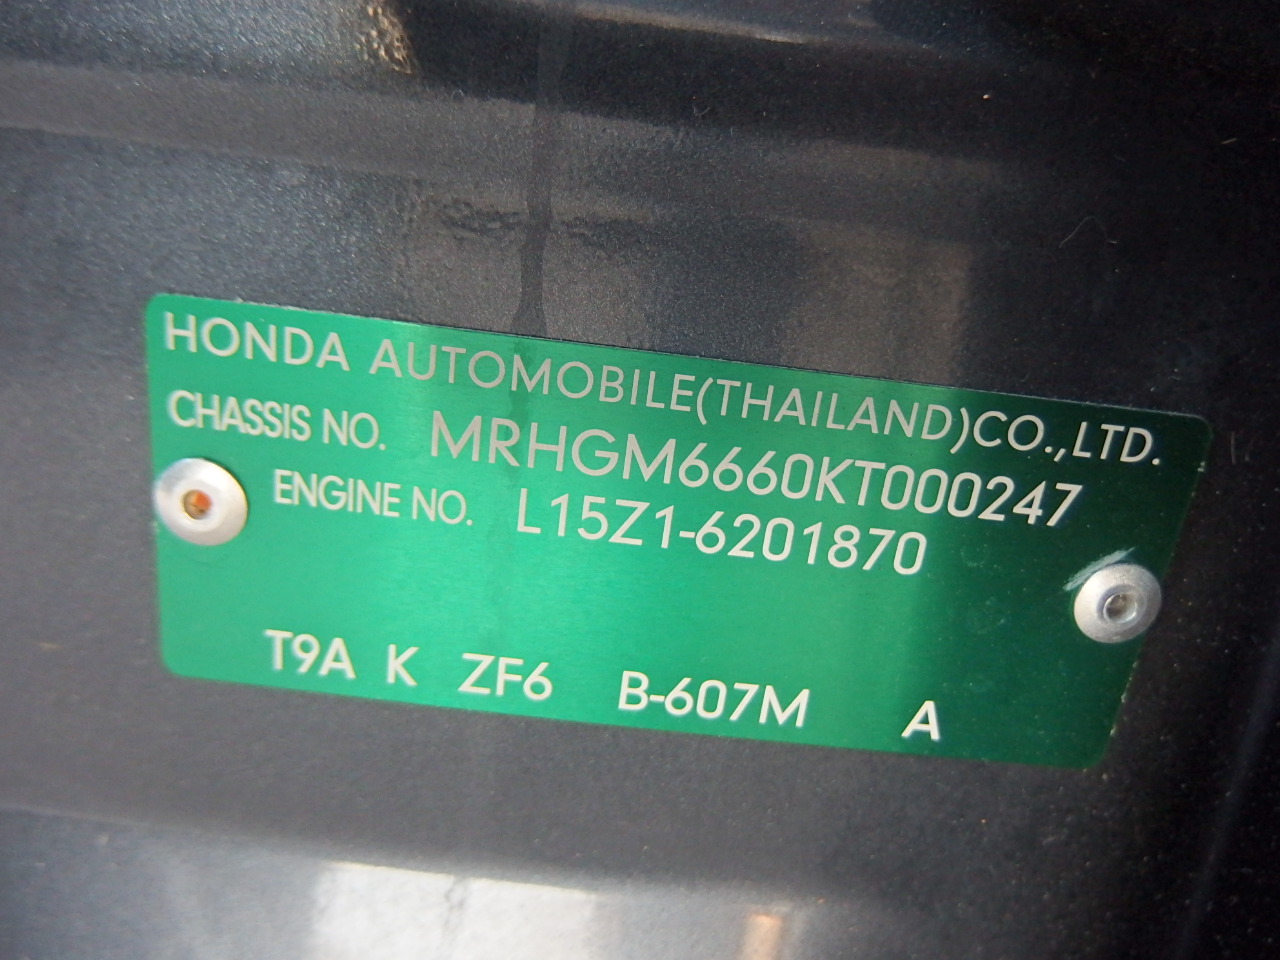 HONDA AUTOMOBILE(THAILAND)CO.,LTD.
CHASSIS NO. MRHGM6660KT000247
ENGINE NO. L15Z1-6201870
T9A K ZF6 B-607M A